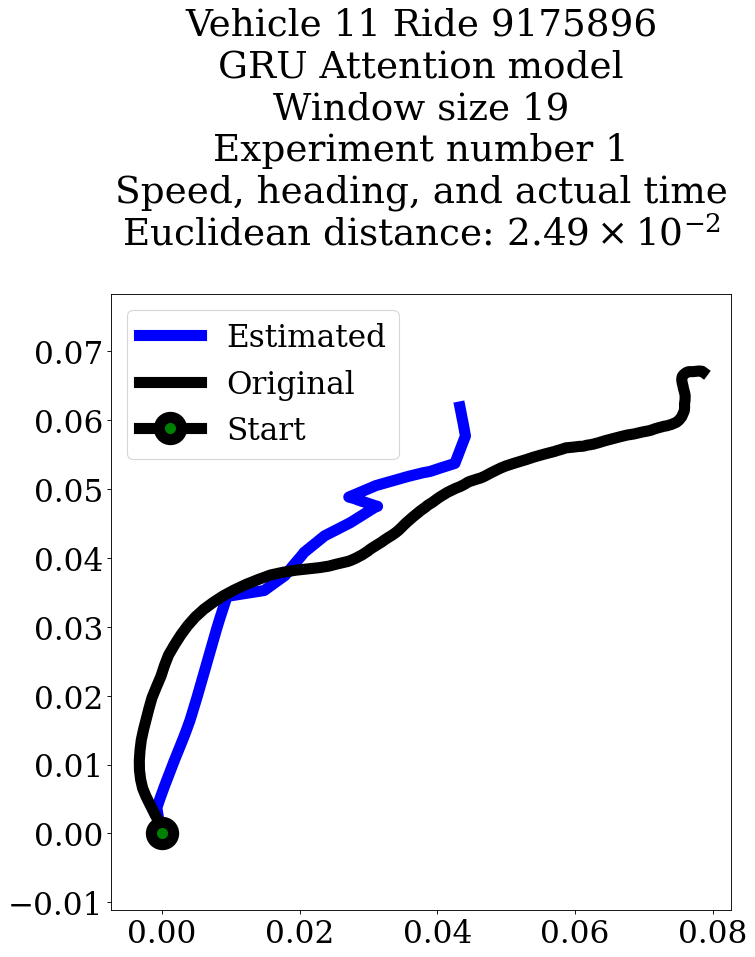 Vehicle 11 Ride 9175896
GRU Attention model
Window size 19
Experiment number 1
Speed, heading, and actual time
Euclidean distance: 2.49 × 10⁻²
Estimated
Original
Start
0.07
0.06
0.05
0.04
0.03
0.02
0.01
0.00
−0.01
0.00 0.02 0.04 0.06 0.08